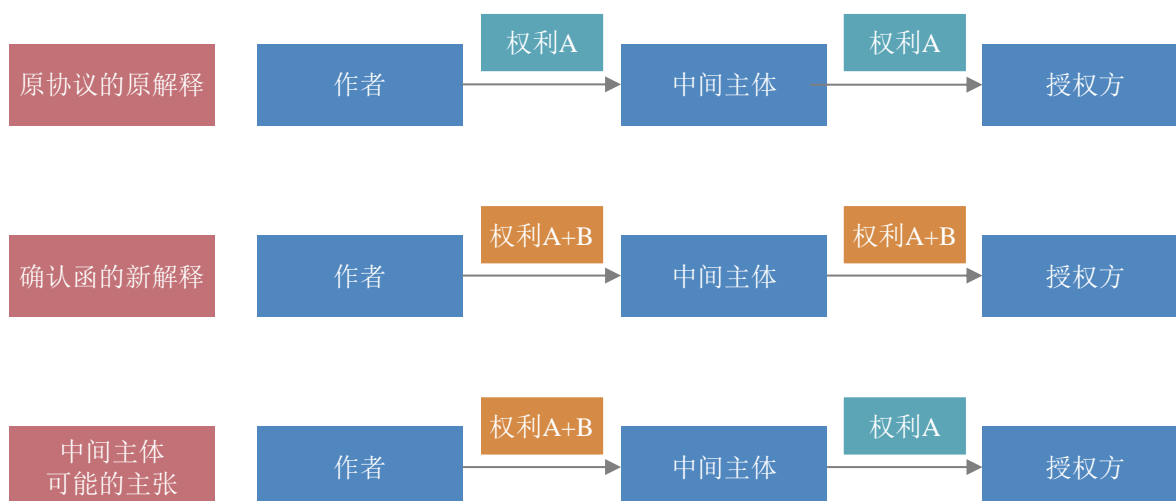 权利A
权利A
原协议的原解释
作者
中间主体
授权方
权利A+B
权利A+B
确认函的新解释
作者
中间主体
授权方
权利A+B
权利A
中间主体
可能的主张
作者
中间主体
授权方